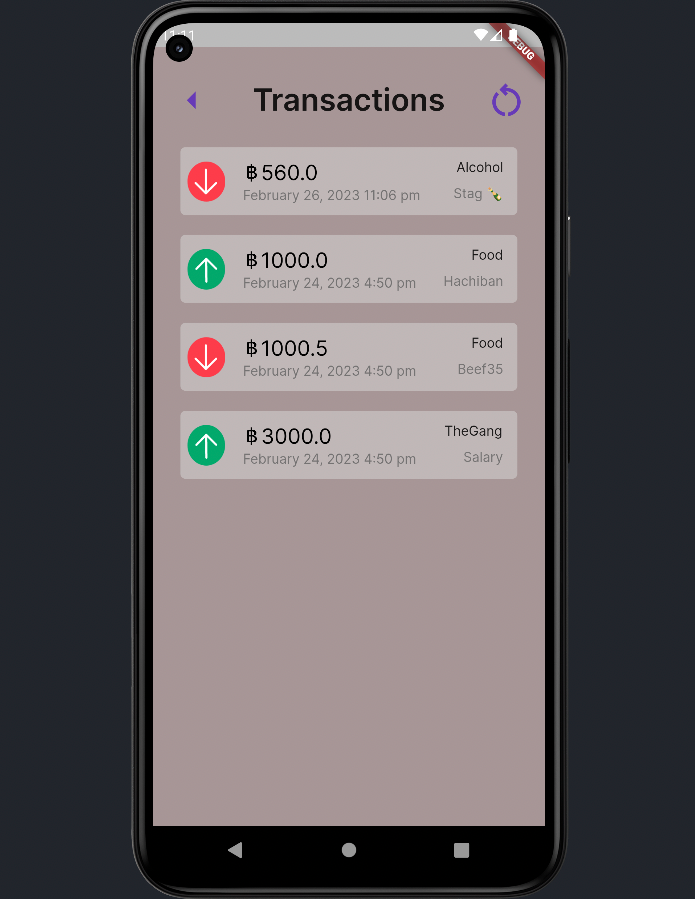 11:11
DEBUG
Transactions
฿ 560.0
Alcohol
February 26, 2023 11:06 pm
Stag 🍾
฿ 1000.0
Food
February 24, 2023 4:50 pm
Hachiban
฿ 1000.5
Food
February 24, 2023 4:50 pm
Beef35
฿ 3000.0
TheGang
February 24, 2023 4:50 pm
Salary